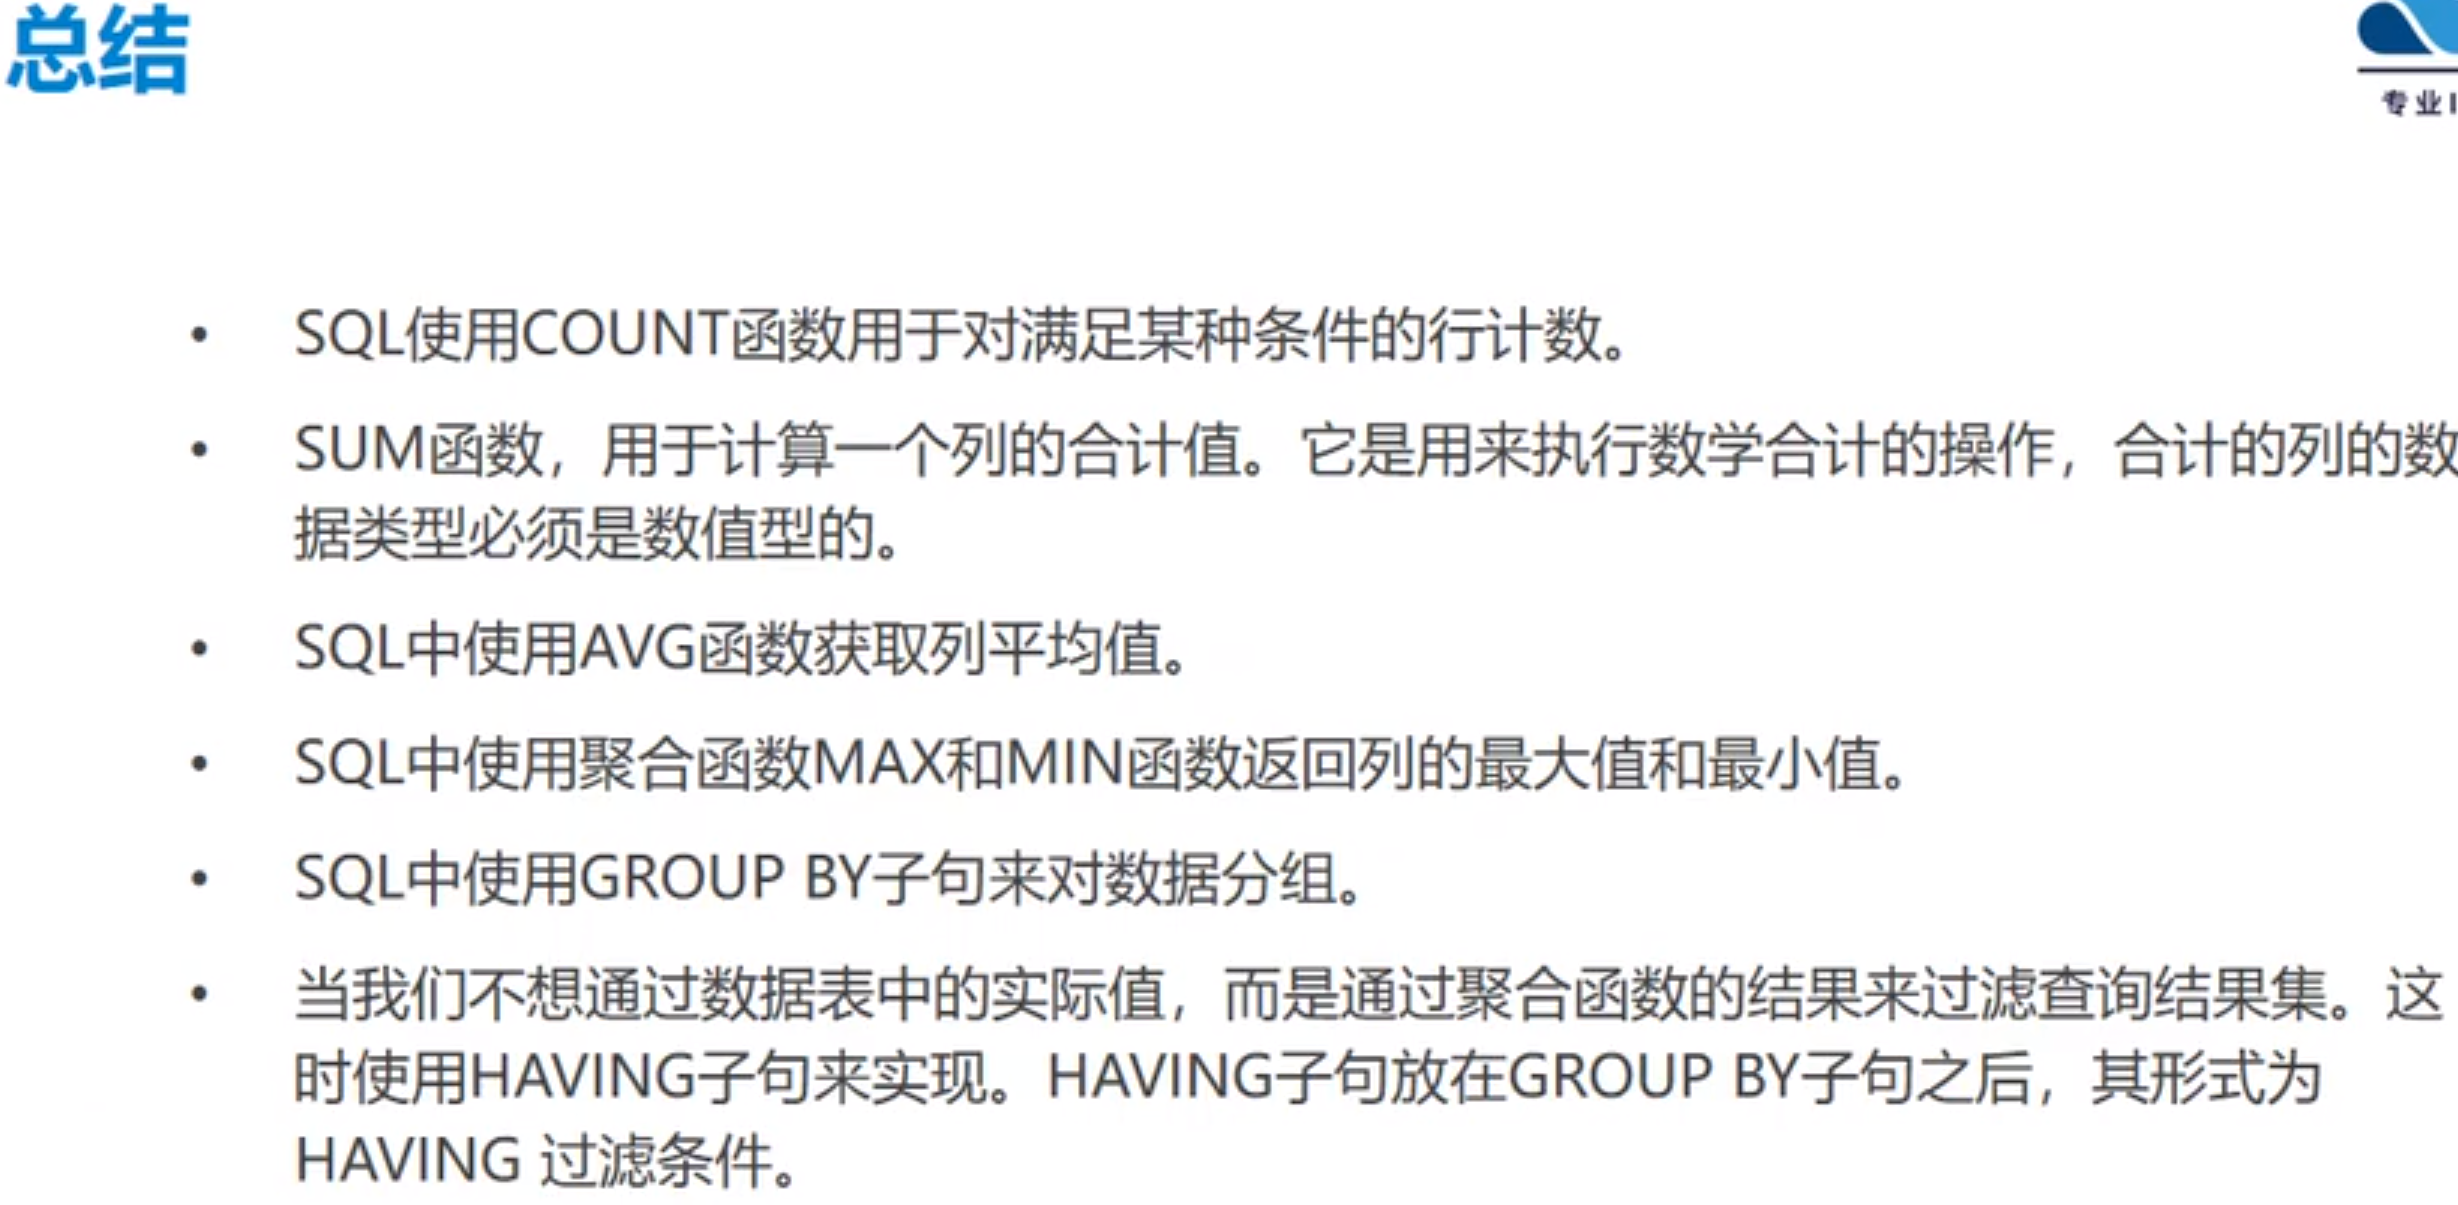 总结
专业I
• SQL使用COUNT函数用于对满足某种条件的行计数。
• SUM函数，用于计算一个列的合计值。它是用来执行数学合计的操作，合计的列的数
据类型必须是数值型的。
• SQL中使用AVG函数获取列平均值。
• SQL中使用聚合函数MAX和MIN函数返回列的最大值和最小值。
• SQL中使用GROUP BY子句来对数据分组。
• 当我们不想通过数据表中的实际值，而是通过聚合函数的结果来过滤查询结果集。这
时使用HAVING子句来实现。HAVING子句放在GROUP BY子句之后，其形式为
HAVING 过滤条件。